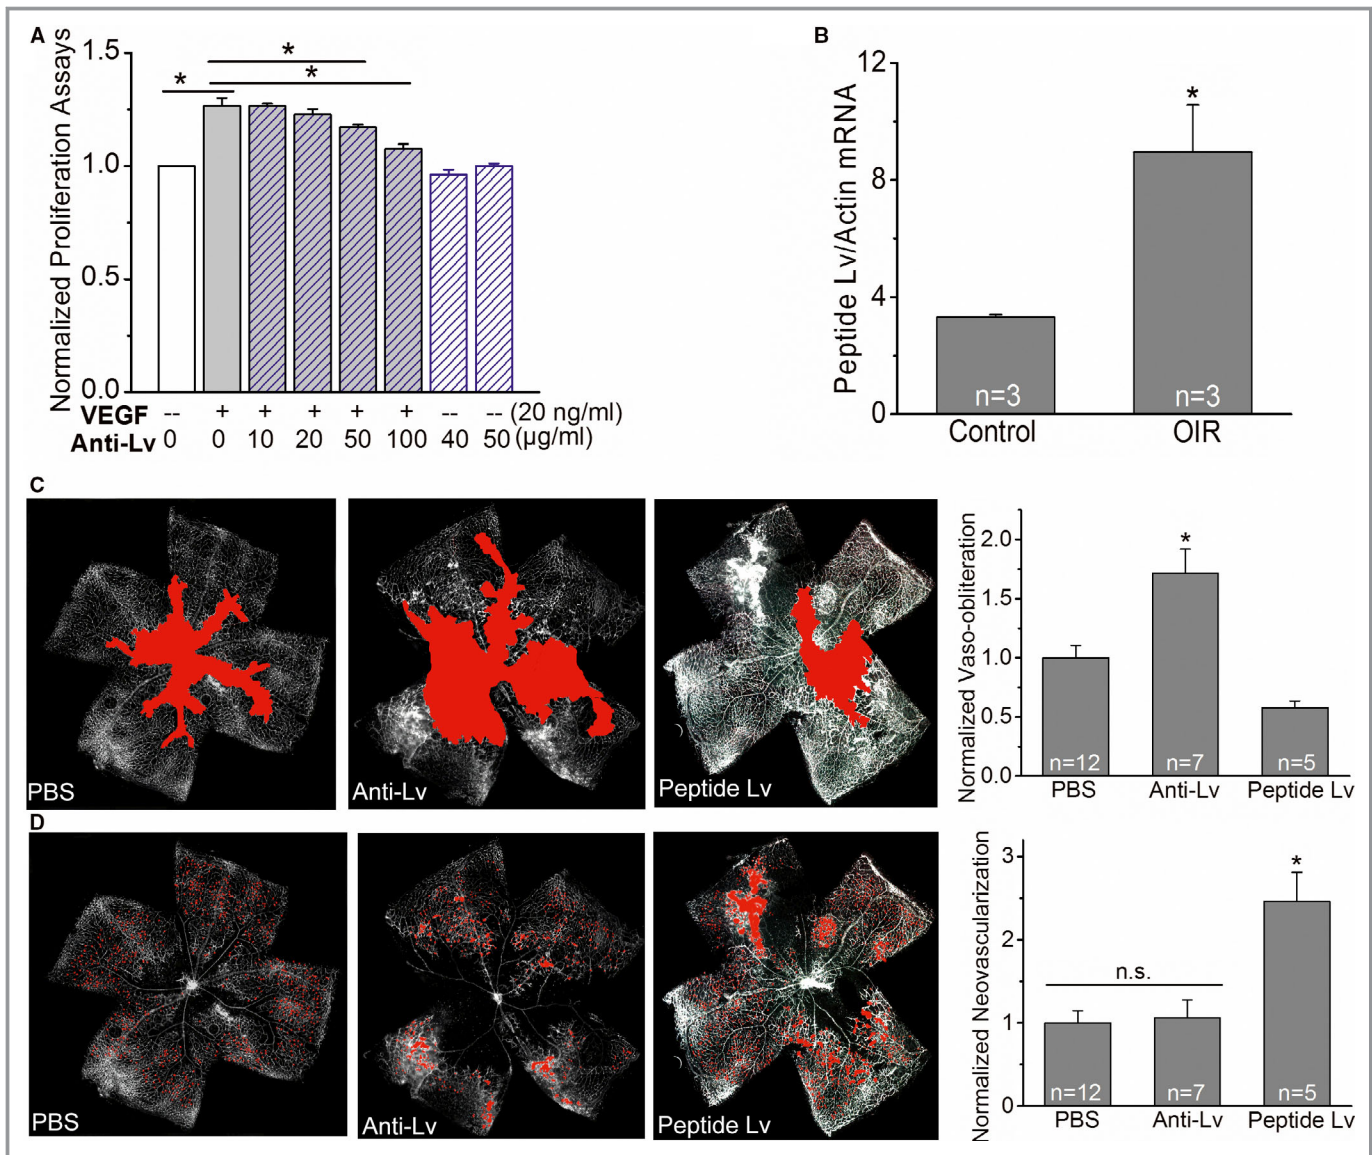 A
Normalized Proliferation Assays
1.5
1.0
0.5
0.0
*
*
*
VEGF -- + + + + + -- -- (20 ng/ml)
Anti-Lv 0 0 10 20 50 100 40 50 (µg/ml)
B
Peptide Lv/Actin mRNA
12
8
4
0
*
n=3 n=3
Control OIR
C
PBS
Anti-Lv
Peptide Lv
Normalized Vaso-obliteration
2.0
1.5
1.0
0.5
0.0
*
n=12 n=7 n=5
PBS Anti-Lv Peptide Lv
D
PBS
Anti-Lv
Peptide Lv
Normalized Neovascularization
3
2
1
0
n.s.
*
n=12 n=7 n=5
PBS Anti-Lv Peptide Lv